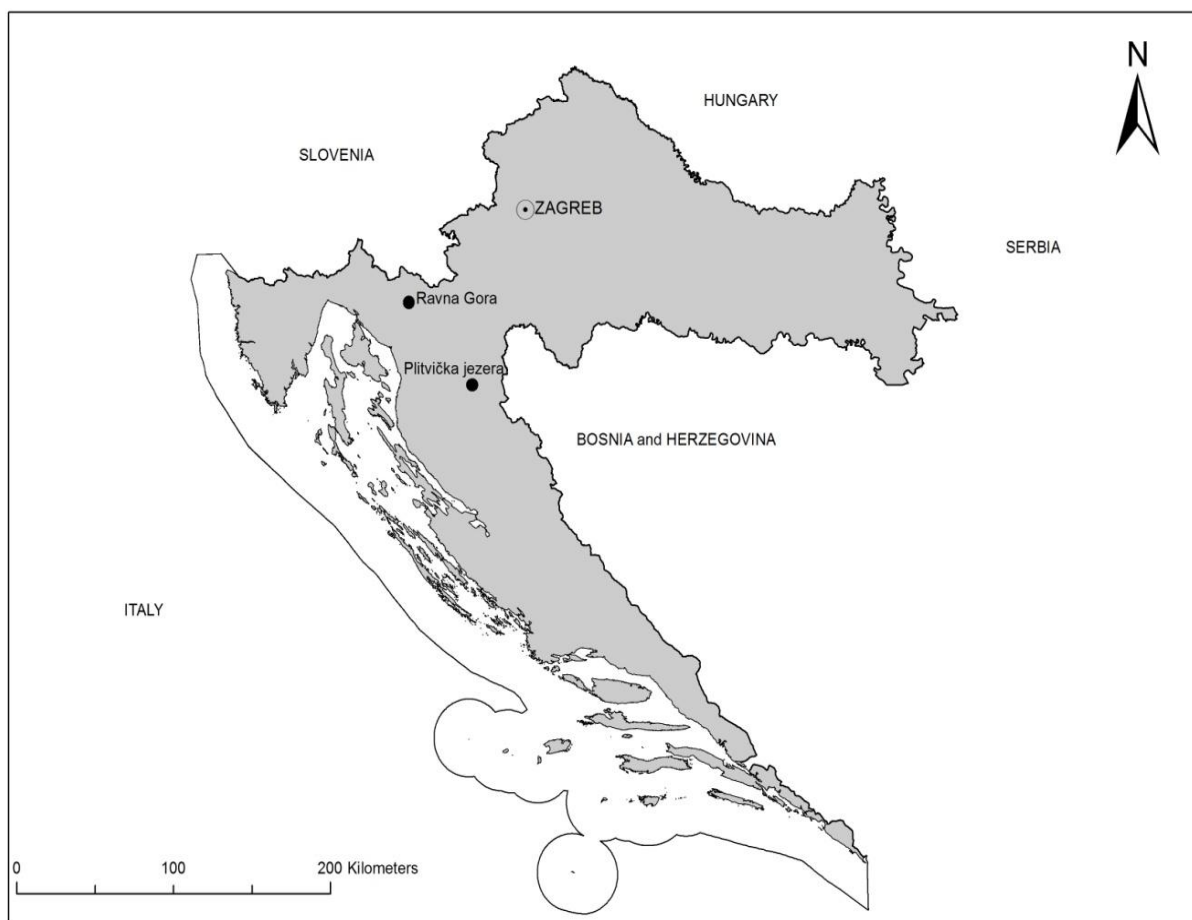 N
HUNGARY
SLOVENIA
ZAGREB
SERBIA
Ravna Gora
Plitvička jezera
BOSNIA and HERZEGOVINA
ITALY
0 100 200 Kilometers